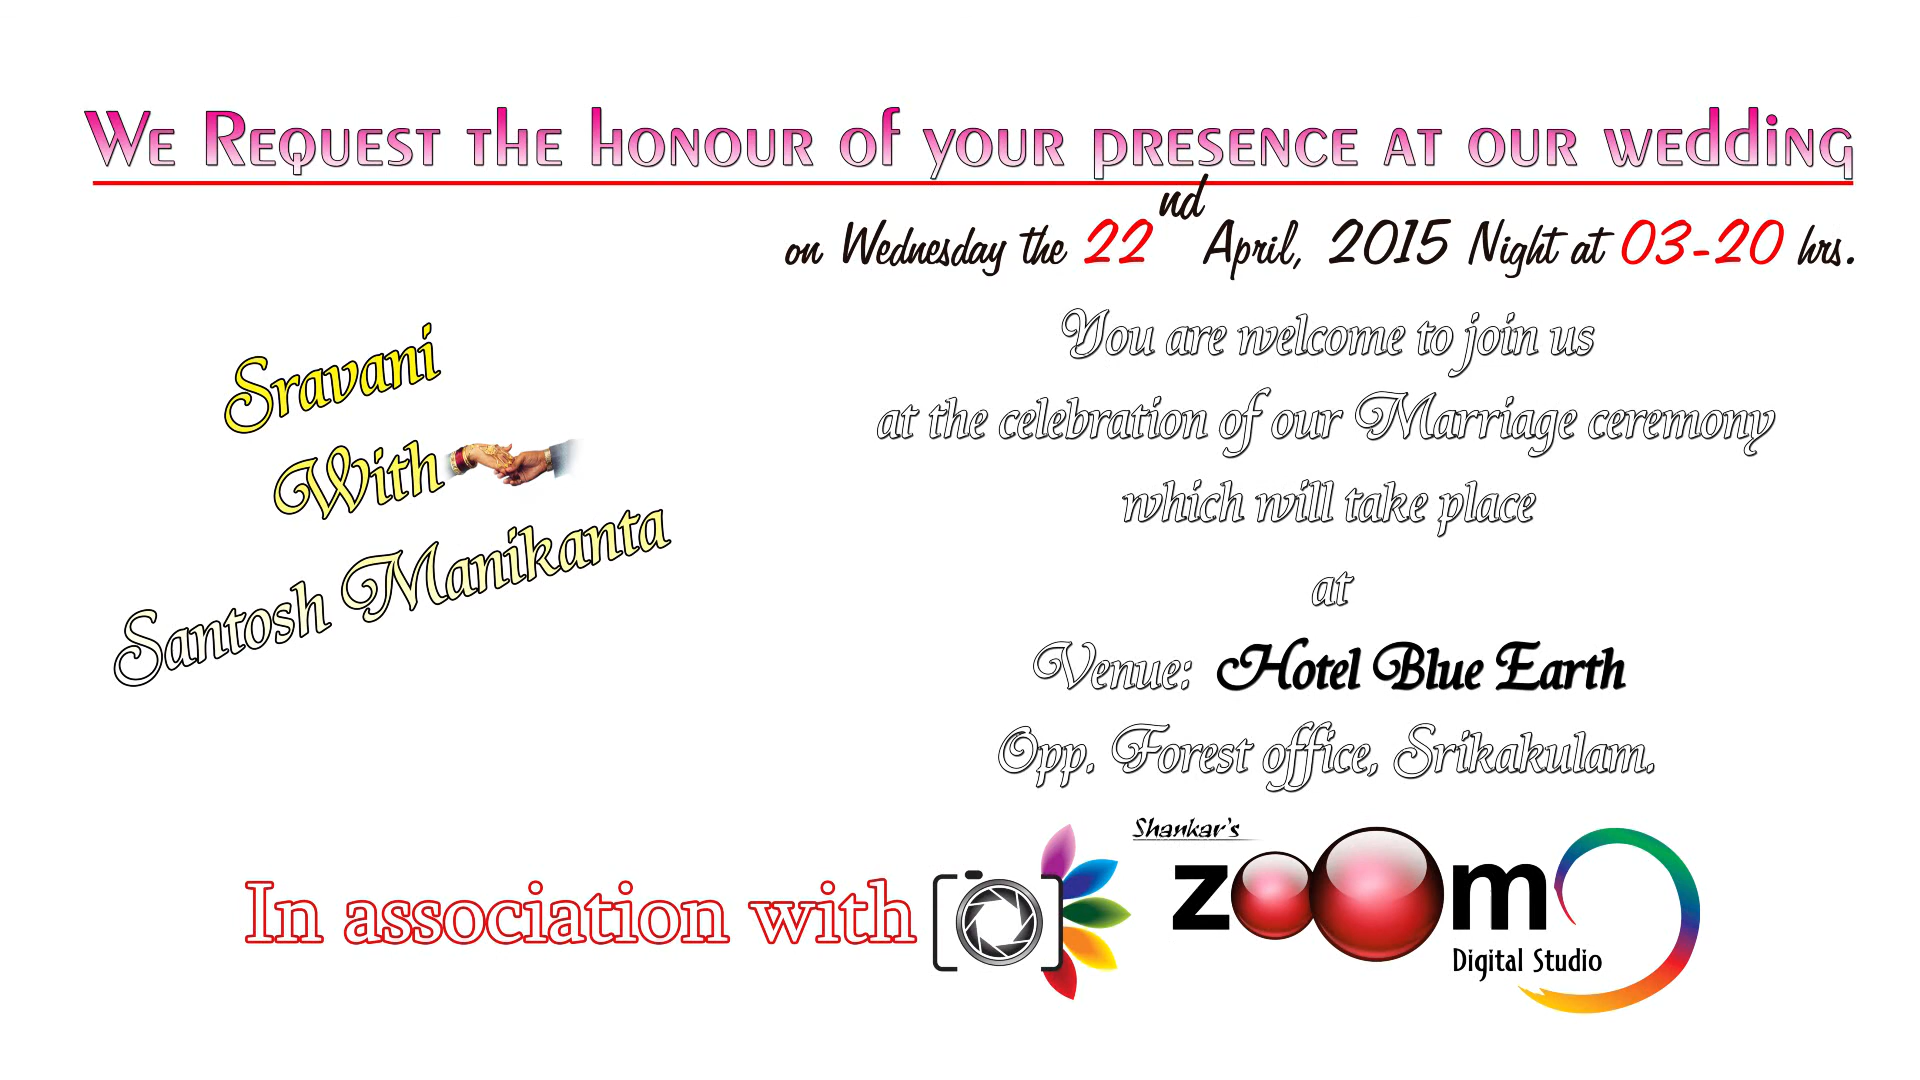 We Request the honour of your presence at our wedding
on Wednesday the 22nd April, 2015 Night at 03-20 hrs.
Sravani
With
Santosh Manikanta
You are welcome to join us
at the celebration of our Marriage ceremony
which will take place
at
Venue: Hotel Blue Earth
Opp. Forest office, Srikakulam.
In association with
Shankar's
zoom
Digital Studio